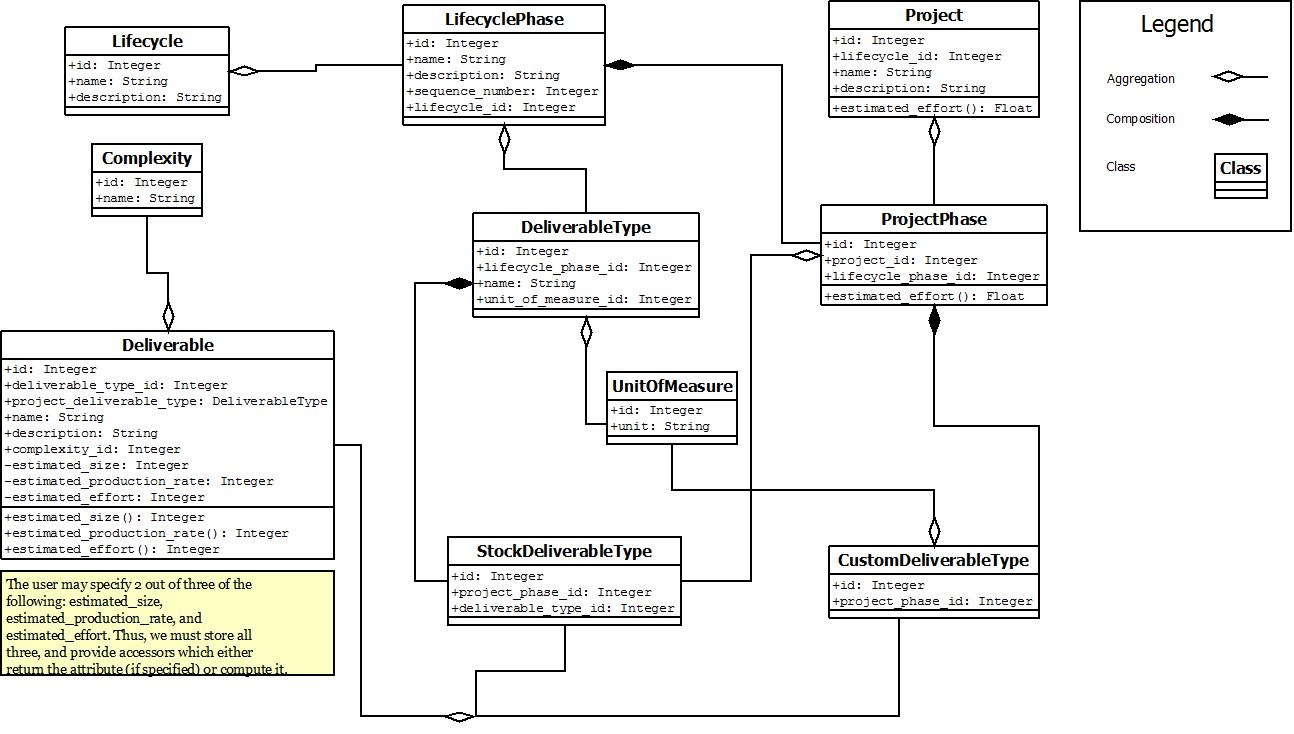 Lifecycle
+id: Integer
+name: String
+description: String
LifecyclePhase
+id: Integer
+name: String
+description: String
+sequence_number: Integer
+lifecycle_id: Integer
Project
+id: Integer
+lifecycle_id: Integer
+name: String
+description: String
+estimated_effort(): Float
Legend
Aggregation
Composition
Class
Class
Complexity
+id: Integer
+name: String
DeliverableType
+id: Integer
+lifecycle_phase_id: Integer
+name: String
+unit_of_measure_id: Integer
ProjectPhase
+id: Integer
+project_id: Integer
+lifecycle_phase_id: Integer
+estimated_effort(): Float
Deliverable
+id: Integer
+deliverable_type_id: Integer
+project_deliverable_type: DeliverableType
+name: String
+description: String
+complexity_id: Integer
-estimated_size: Integer
-estimated_production_rate: Integer
-estimated_effort: Integer
+estimated_size(): Integer
+estimated_production_rate(): Integer
+estimated_effort(): Integer
UnitOfMeasure
+id: Integer
+unit: String
StockDeliverableType
+id: Integer
+project_phase_id: Integer
+deliverable_type_id: Integer
CustomDeliverableType
+id: Integer
+project_phase_id: Integer
The user may specify 2 out of three of the
following: estimated_size,
estimated_production_rate, and
estimated_effort. Thus, we must store all
three, and provide accessors which either
return the attribute (if specified) or compute it.